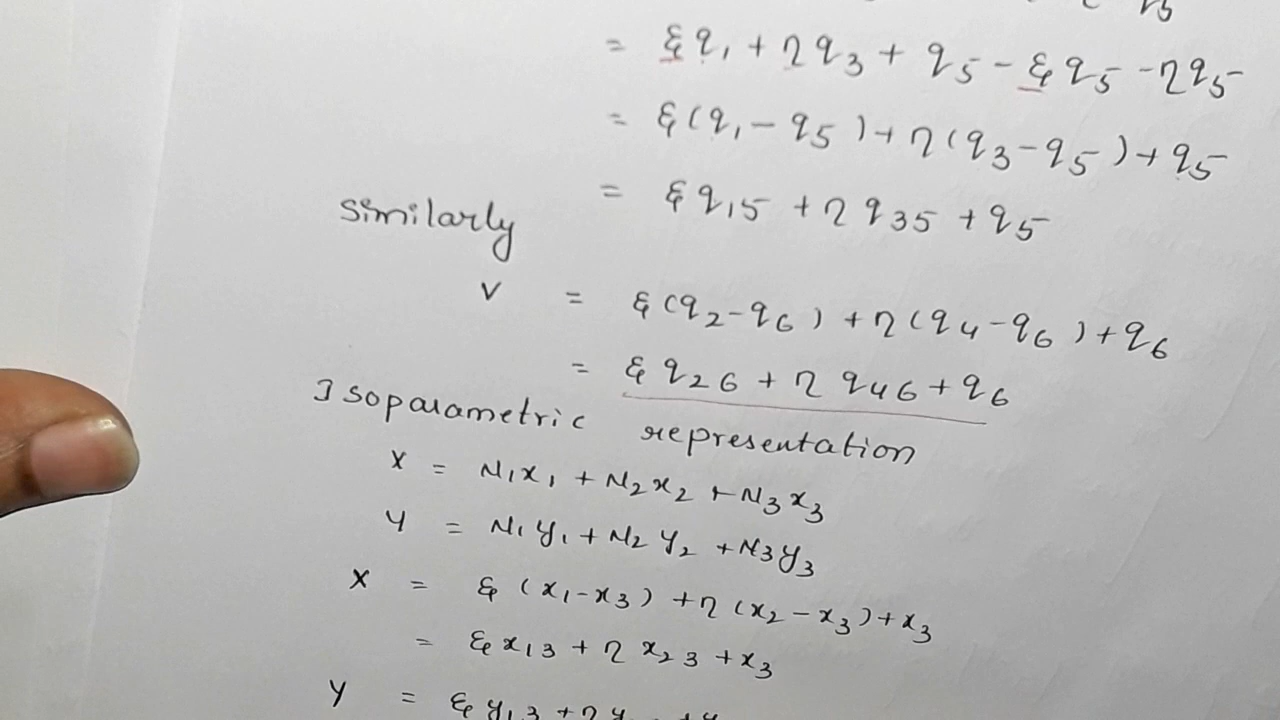 = ξq₁ + ηq₃ + q₅ - ξq₅ - ηq₅
= ξ(q₁ - q₅) + η(q₃ - q₅) + q₅
= ξq₁₅ + ηq₃₅ + q₅
Similarly
v = ξ(q₂ - q₆) + η(q₄ - q₆) + q₆
= ξq₂₆ + ηq₄₆ + q₆
Isoparametric representation
x = N₁x₁ + N₂x₂ + N₃x₃
y = N₁y₁ + N₂y₂ + N₃y₃
x = ξ(x₁ - x₃) + η(x₂ - x₃) + x₃
= ξx₁₃ + ηx₂₃ + x₃
y = ξy₁₃ + ηy